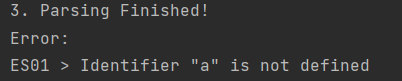 3. Parsing Finished!
Error:
ES01 > Identifier "a" is not defined